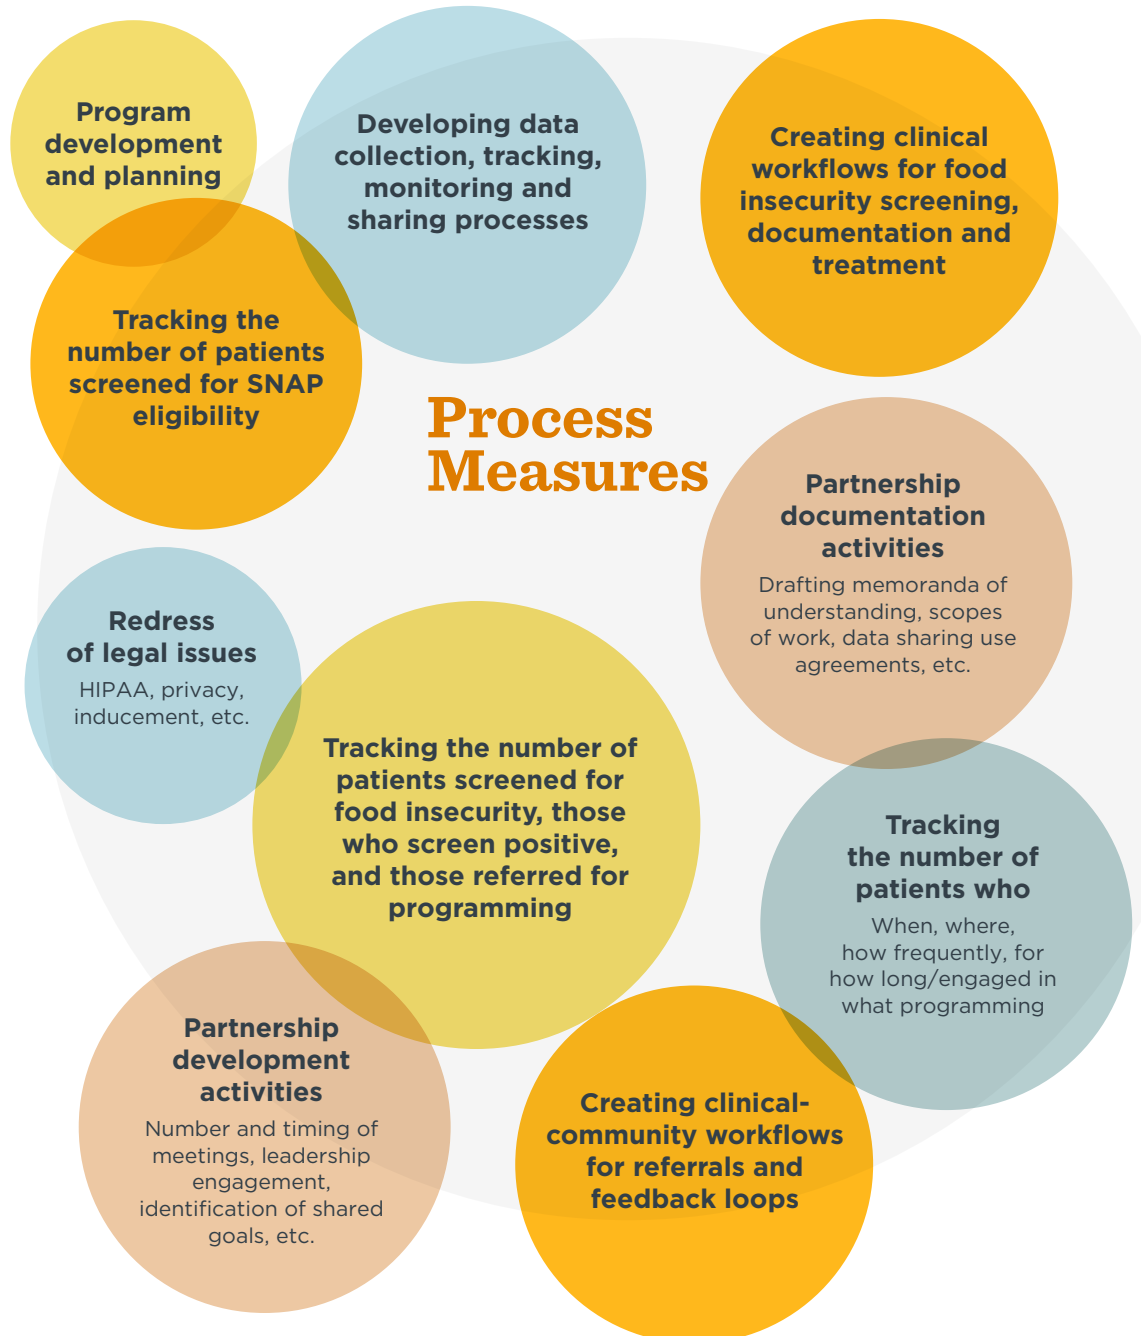 Program
development
and planning
Developing data
collection, tracking,
monitoring and
sharing processes
Creating clinical
workflows for food
insecurity screening,
documentation and
treatment
Tracking the
number of patients
screened for SNAP
eligibility
Process
Measures
Partnership
documentation
activities
Drafting memoranda of
understanding, scopes
of work, data sharing use
agreements, etc.
Redress
of legal issues
HIPAA, privacy,
inducement, etc.
Tracking the number of
patients screened for
food insecurity, those
who screen positive,
and those referred for
programming
Tracking
the number of
patients who
When, where,
how frequently, for
how long/engaged in
what programming
Partnership
development
activities
Number and timing of
meetings, leadership
engagement,
identification of shared
goals, etc.
Creating clinical-
community workflows
for referrals and
feedback loops